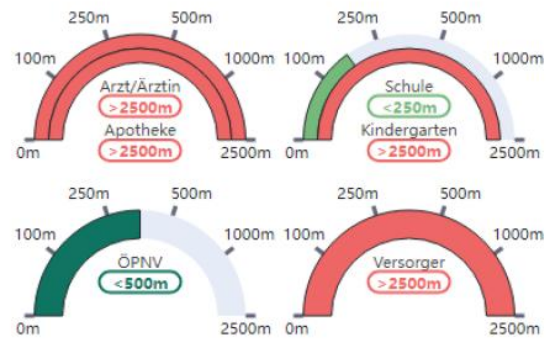 250m 500m
100m 1000m
Arzt/Ärztin
>2500m
Apotheke
>2500m
0m 2500m
250m 500m
100m 1000m
Schule
<250m
Kindergarten
>2500m
0m 2500m
250m 500m
100m 1000m
ÖPNV
<500m
0m 2500m
250m 500m
100m 1000m
Versorger
>2500m
0m 2500m